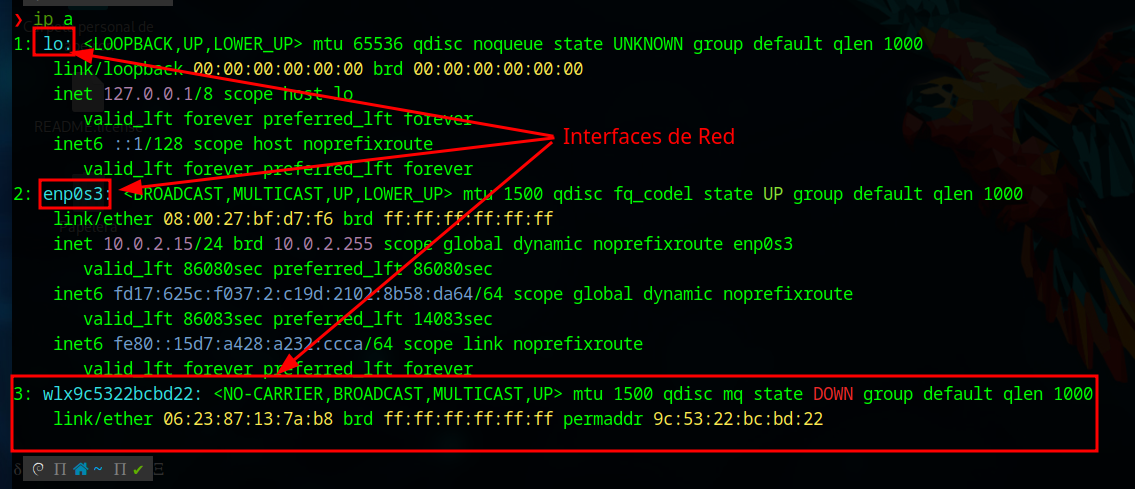 ❯ ip a
1: lo: <LOOPBACK,UP,LOWER_UP> mtu 65536 qdisc noqueue state UNKNOWN group default qlen 1000
link/loopback 00:00:00:00:00:00 brd 00:00:00:00:00:00
inet 127.0.0.1/8 scope host lo
valid_lft forever preferred_lft forever
inet6 ::1/128 scope host noprefixroute
valid_lft forever preferred_lft forever
Interfaces de Red
2: enp0s3: <BROADCAST,MULTICAST,UP,LOWER_UP> mtu 1500 qdisc fq_codel state UP group default qlen 1000
link/ether 08:00:27:bf:d7:f6 brd ff:ff:ff:ff:ff:ff
inet 10.0.2.15/24 brd 10.0.2.255 scope global dynamic noprefixroute enp0s3
valid_lft 86080sec preferred_lft 86080sec
inet6 fd17:625c:f037:2:c19d:2102:8b58:da64/64 scope global dynamic noprefixroute
valid_lft 86083sec preferred_lft 14083sec
inet6 fe80::15d7:a428:a232:ccca/64 scope link noprefixroute
valid_lft forever preferred_lft forever
3: wlx9c5322bcbd22: <NO-CARRIER,BROADCAST,MULTICAST,UP> mtu 1500 qdisc mq state DOWN group default qlen 1000
link/ether 06:23:87:13:7a:b8 brd ff:ff:ff:ff:ff:ff permaddr 9c:53:22:bc:bd:22
~